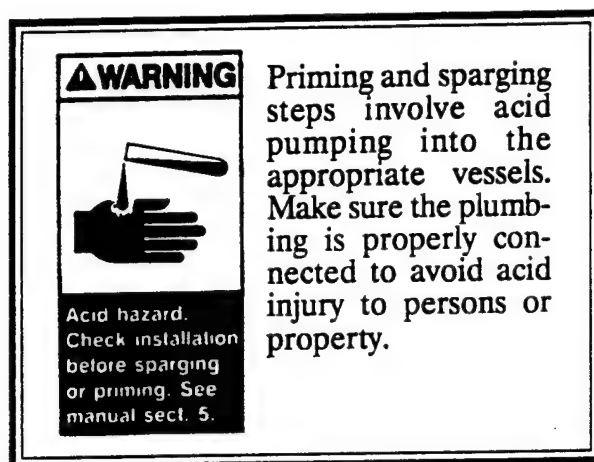 WARNING
Acid hazard.
Check installation
before sparging
or priming. See
manual sect. 5.
Priming and sparging
steps involve acid
pumping into the
appropriate vessels.
Make sure the plumb-
ing is properly con-
nected to avoid acid
injury to persons or
property.